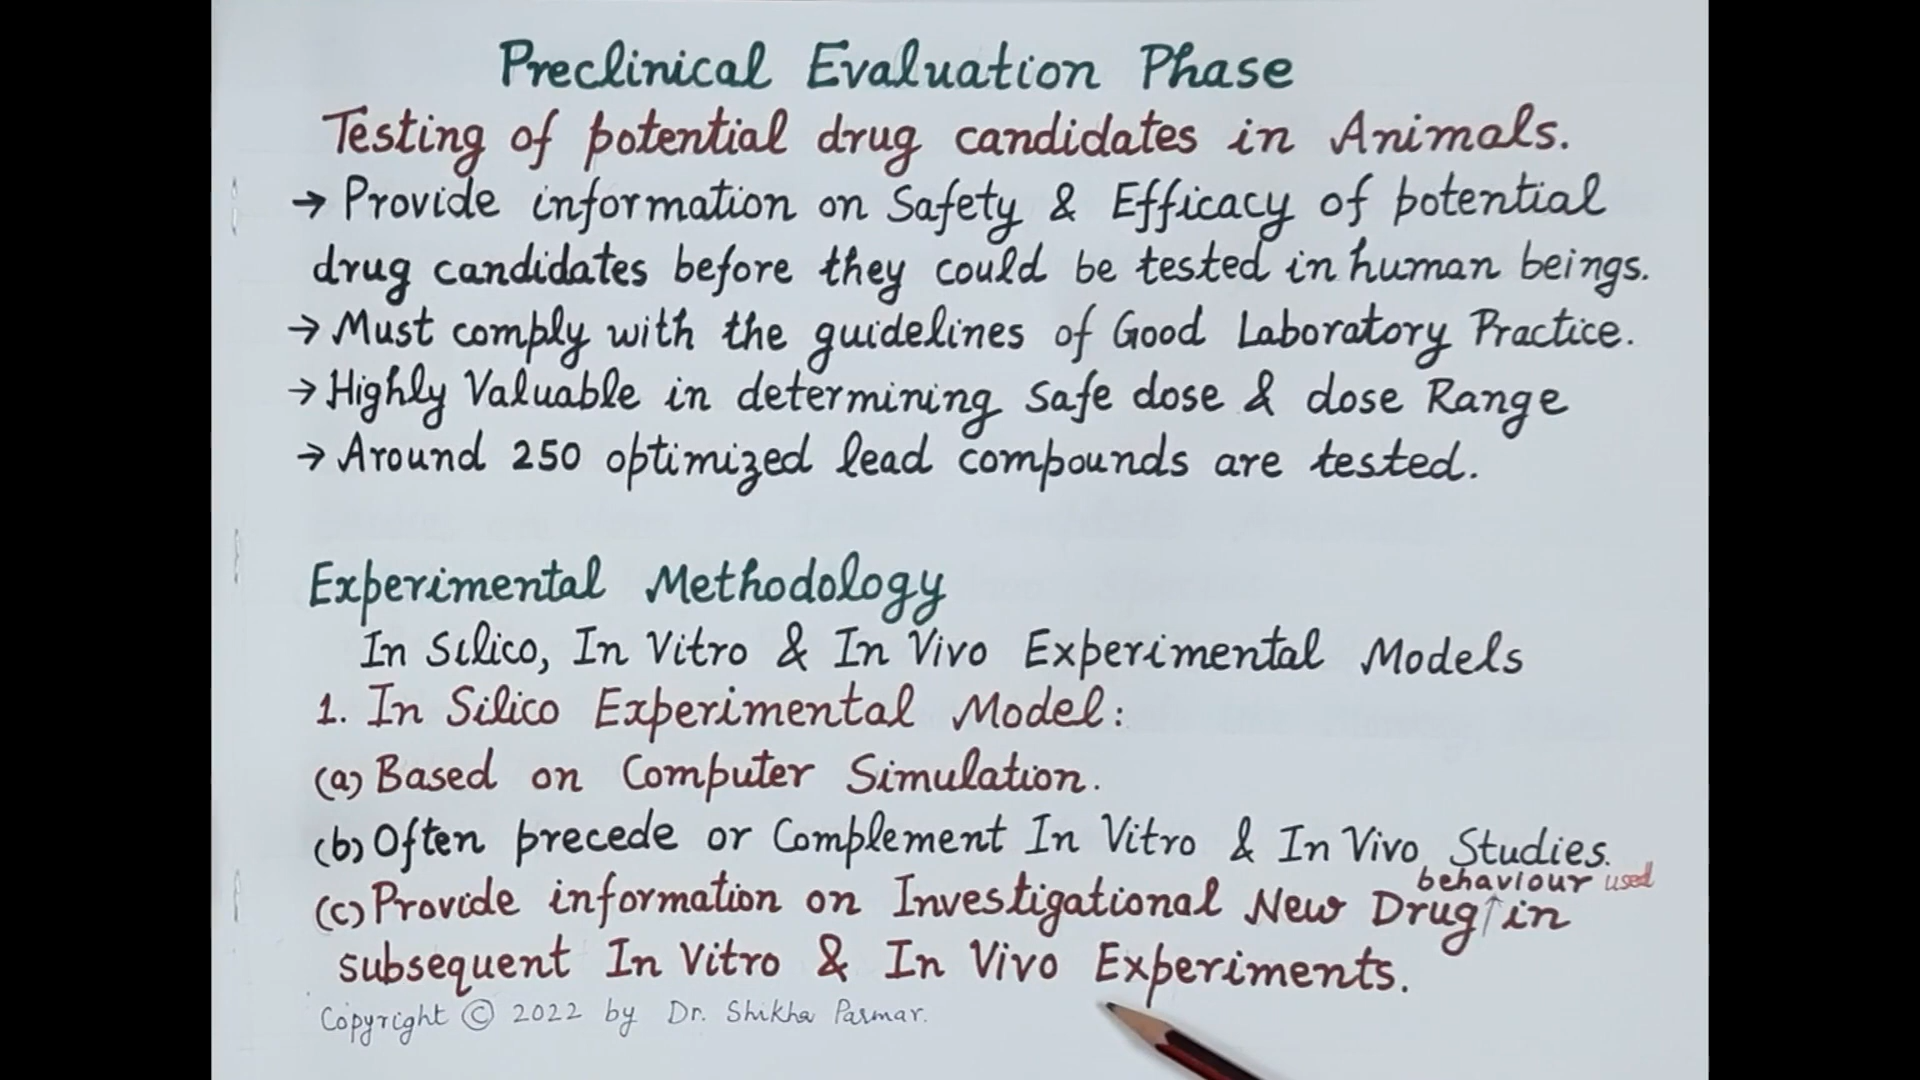 Preclinical Evaluation Phase
Testing of potential drug candidates in Animals.
→ Provide information on Safety & Efficacy of potential
drug candidates before they could be tested in human beings.
→ Must comply with the guidelines of Good Laboratory Practice.
→ Highly Valuable in determining Safe dose & dose Range
→ Around 250 optimized lead compounds are tested.
Experimental Methodology
In Silico, In Vitro & In Vivo Experimental Models
1. In Silico Experimental Model:
(a) Based on Computer Simulation.
(b) Often precede or Complement In Vitro & In Vivo Studies.
behaviour used
(c) Provide information on Investigational New Drug↑in
subsequent In Vitro & In Vivo Experiments.
Copyright © 2022 by Dr. Shikha Parmar.